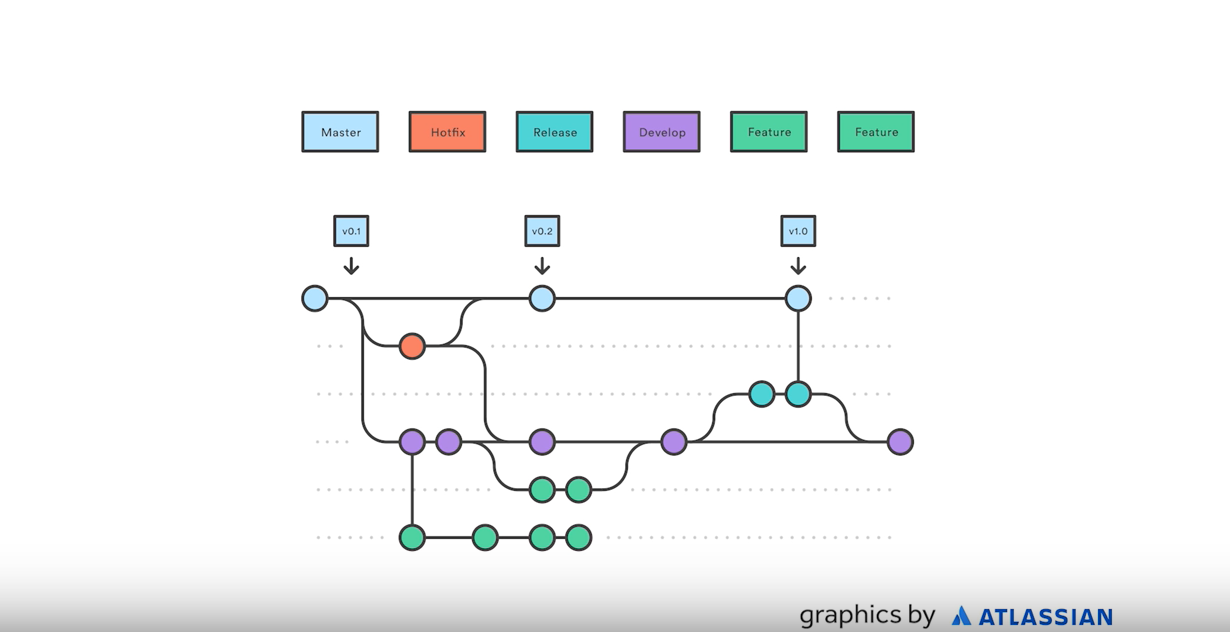 Master Hotfix Release Develop Feature Feature
v0.1 v0.2 v1.0
graphics by ATLASSIAN